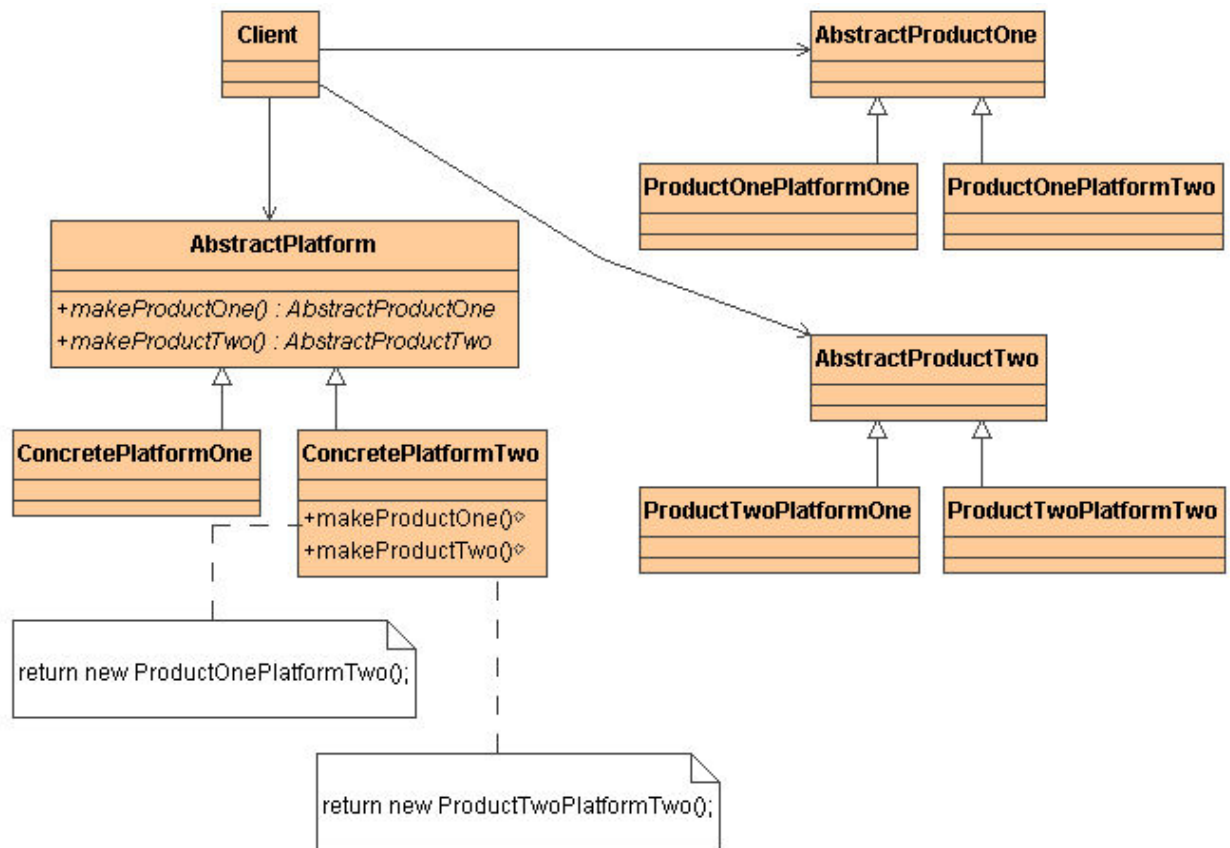 Client
AbstractProductOne
ProductOnePlatformOne
ProductOnePlatformTwo
AbstractPlatform
+makeProductOne() : AbstractProductOne
+makeProductTwo() : AbstractProductTwo
AbstractProductTwo
ConcretePlatformOne
ConcretePlatformTwo
+makeProductOne()
+makeProductTwo()
ProductTwoPlatformOne
ProductTwoPlatformTwo
return new ProductOnePlatformTwo();
return new ProductTwoPlatformTwo();